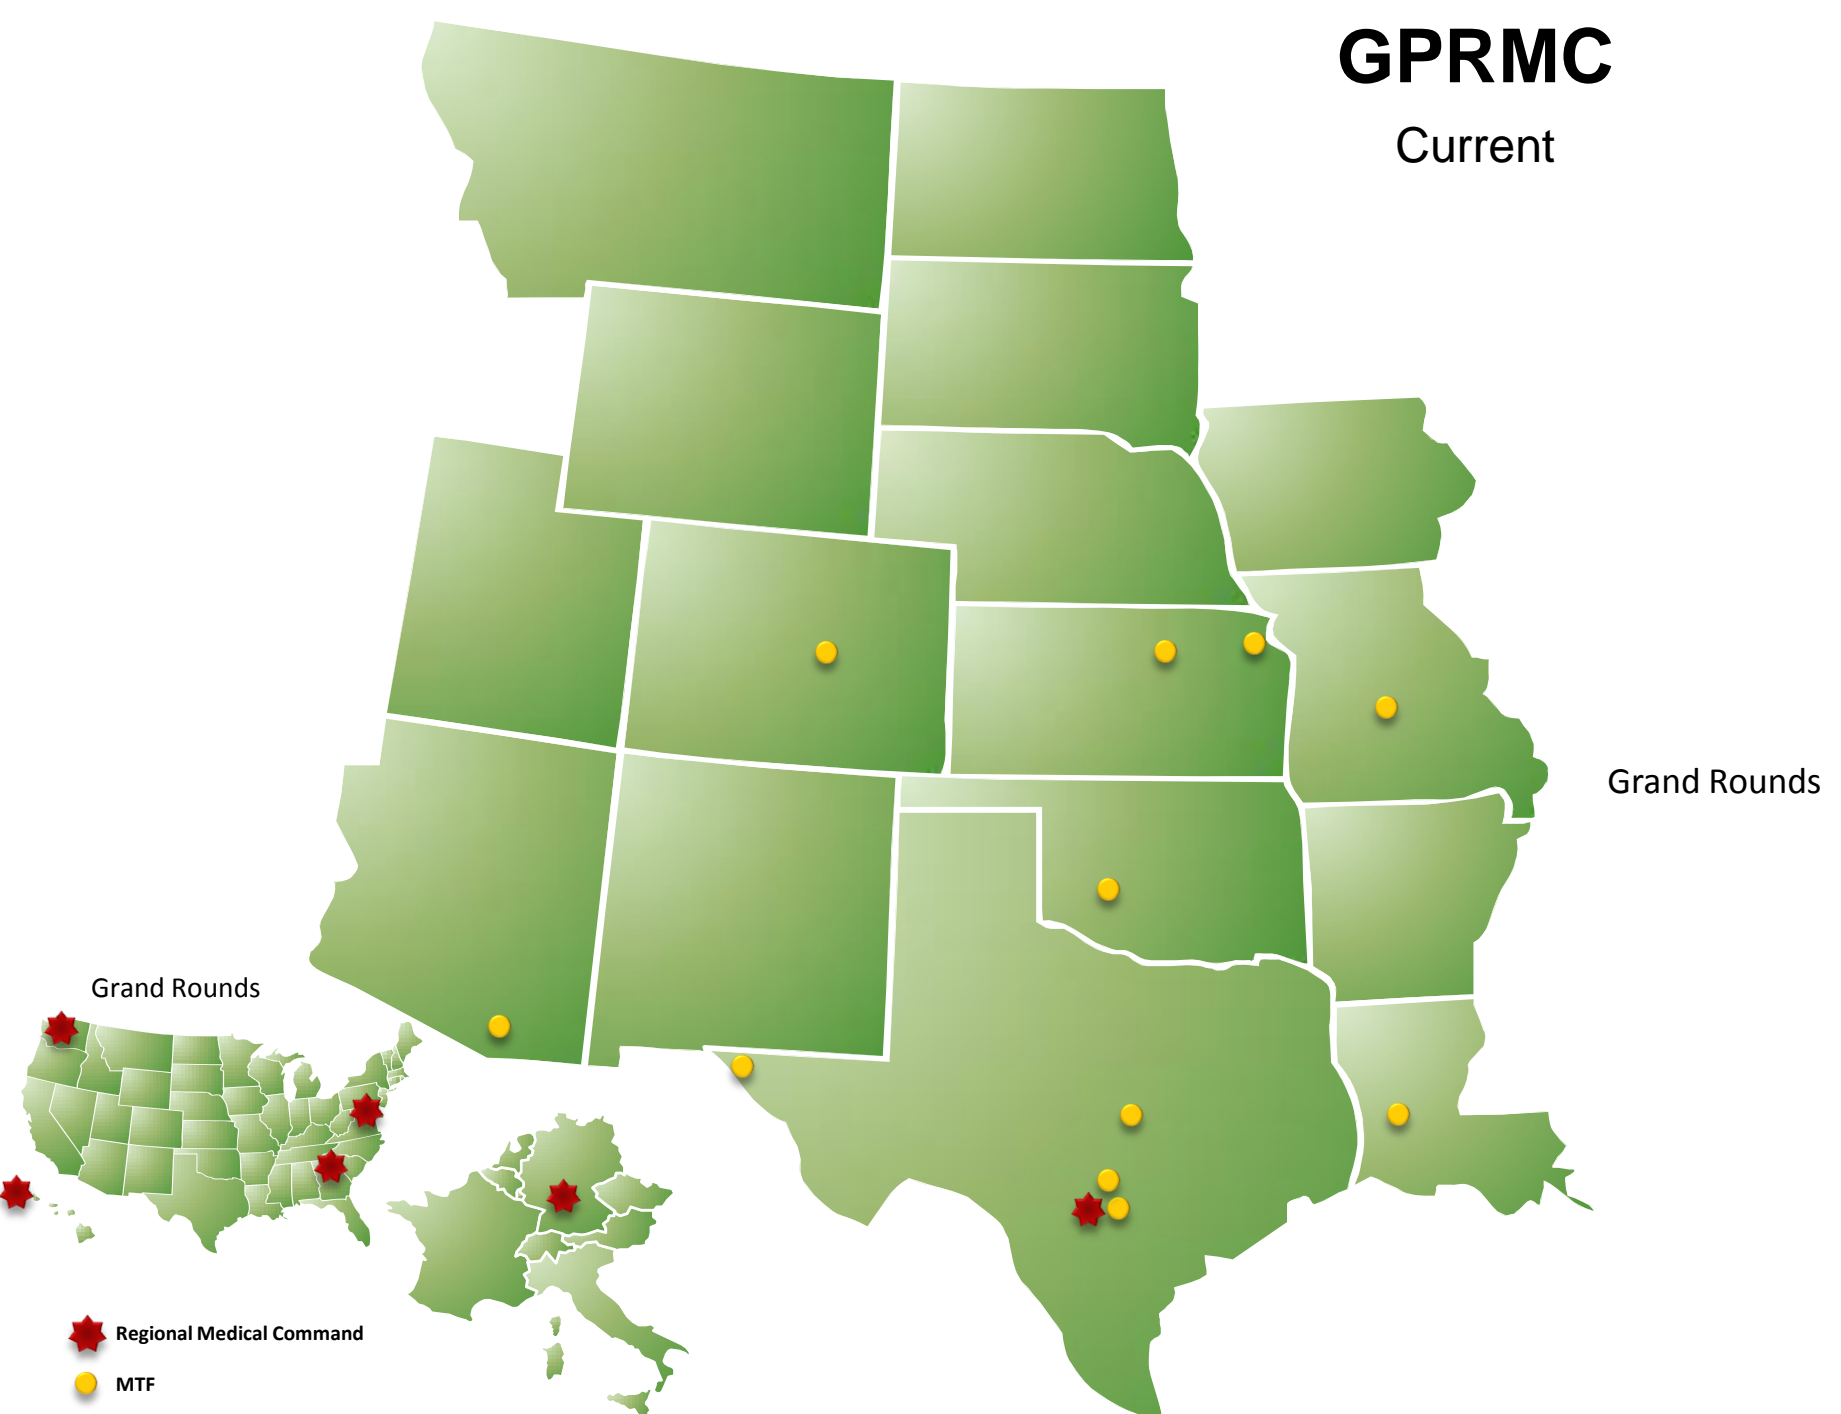 GPRMC
Current
Grand Rounds
Grand Rounds
Regional Medical Command
MTF